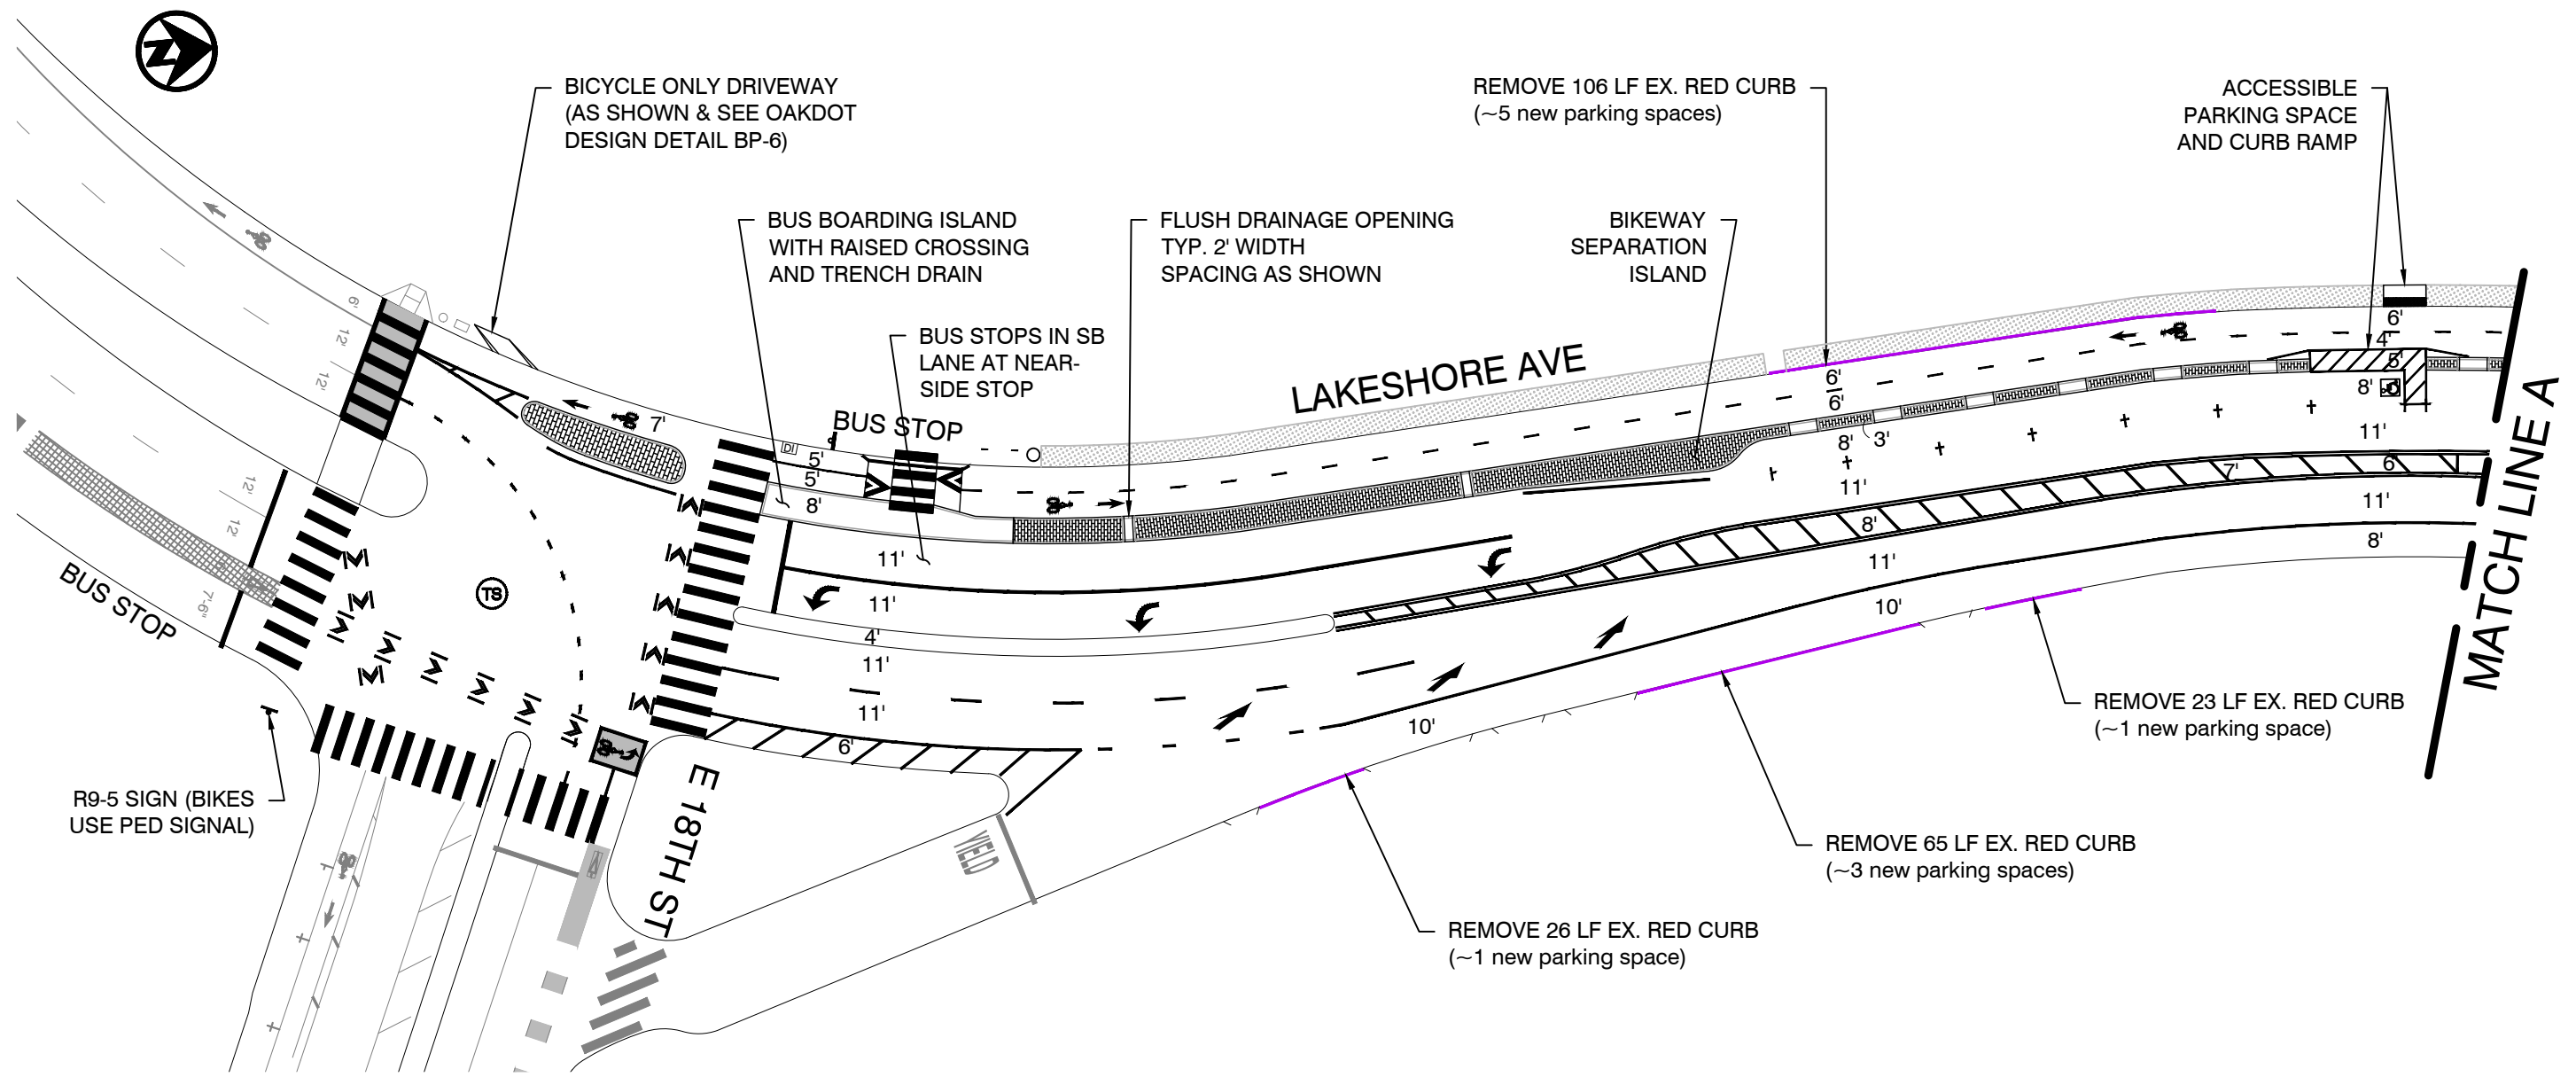 N
BICYCLE ONLY DRIVEWAY
(AS SHOWN & SEE OAKDOT
DESIGN DETAIL BP-6)
REMOVE 106 LF EX. RED CURB
(~5 new parking spaces)
ACCESSIBLE
PARKING SPACE
AND CURB RAMP
BUS BOARDING ISLAND
WITH RAISED CROSSING
AND TRENCH DRAIN
FLUSH DRAINAGE OPENING
TYP. 2' WIDTH
SPACING AS SHOWN
BIKEWAY
SEPARATION
ISLAND
BUS STOPS IN SB
LANE AT NEAR-
SIDE STOP
LAKESHORE AVE
BUS STOP
MATCH LINE A
6'
12'
12'
7'
DI
5'
5'
8'
11'
11'
4'
11'
11'
6'
6'
6'
8'
3'
11'
8'
11'
10'
10'
6'
4'
5'
8'
11'
7'
6'
11'
8'
12'
12'
7'-6"
BUS STOP
TS
R9-5 SIGN (BIKES
USE PED SIGNAL)
E 18TH ST
YIELD
REMOVE 23 LF EX. RED CURB
(~1 new parking space)
REMOVE 65 LF EX. RED CURB
(~3 new parking spaces)
REMOVE 26 LF EX. RED CURB
(~1 new parking space)